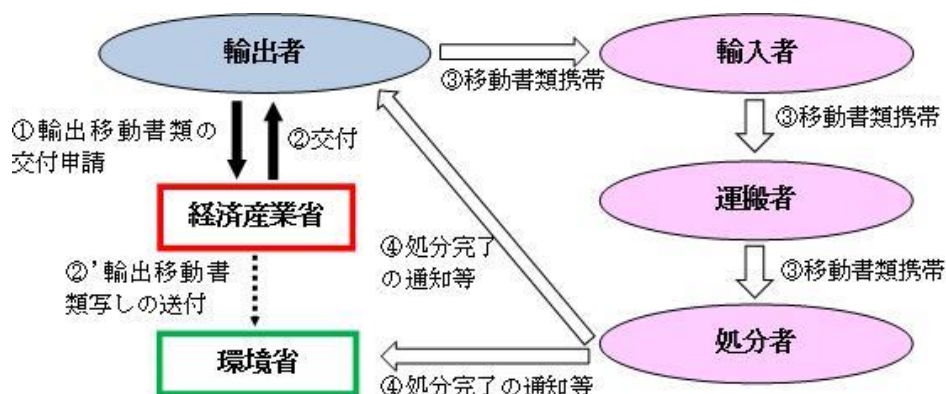 輸出者
③移動書類携帯
輸入者
①輸出移動書類の
交付申請
②交付
③移動書類携帯
経済産業省
運搬者
②’輸出移動書
類写しの送付
④処分完了
の通知等
③移動書類携帯
環境省
処分者
④処分完了の通知等